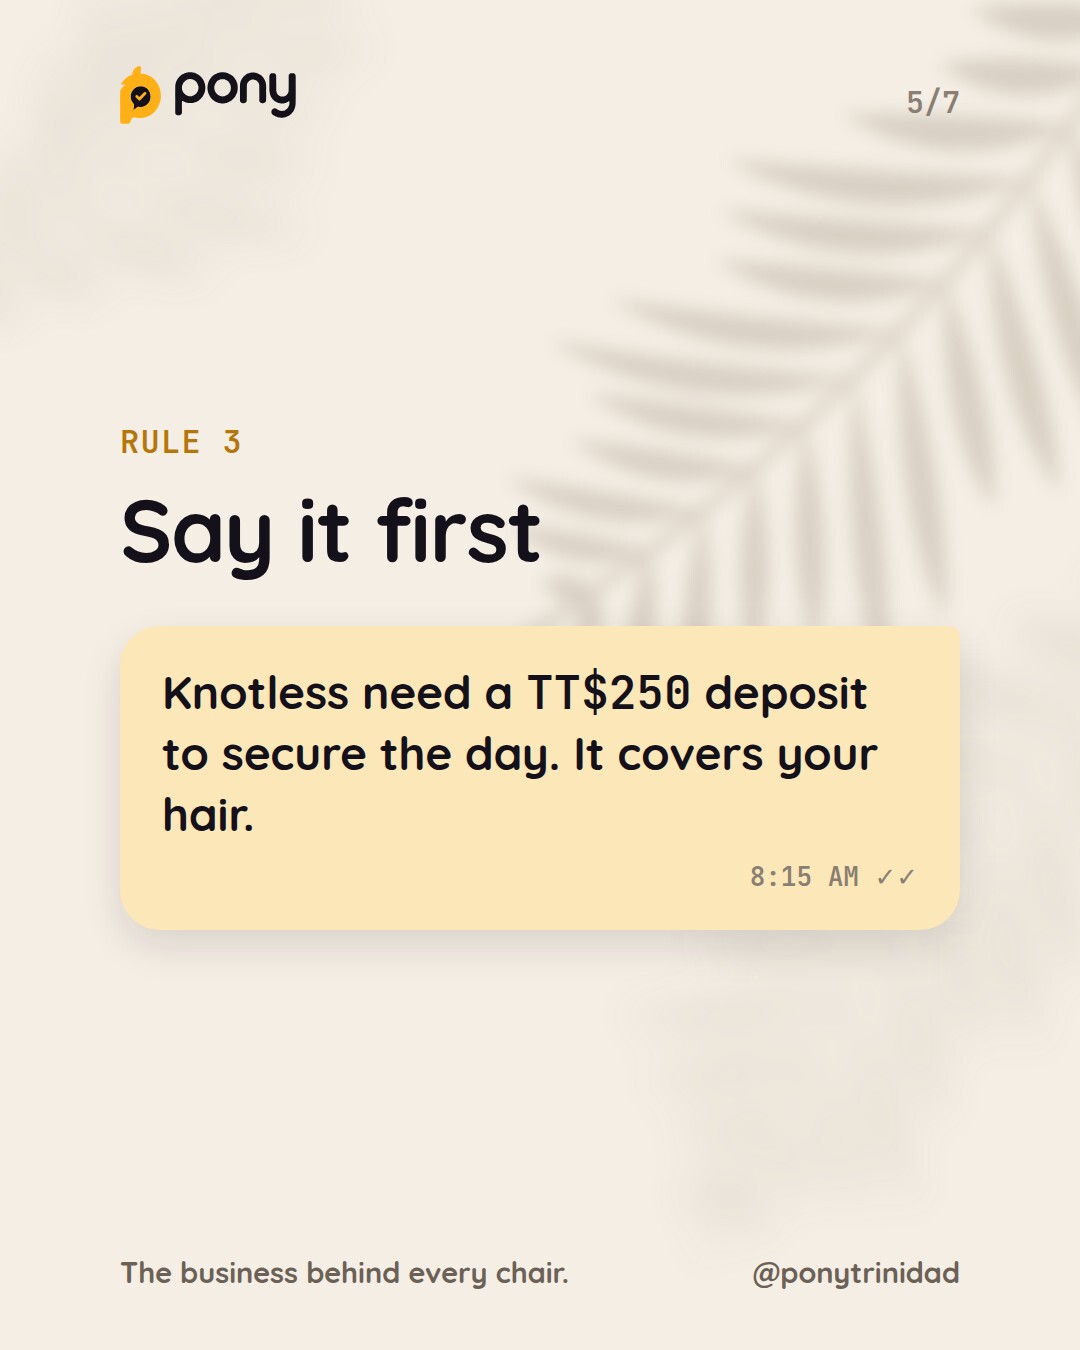 pony
5/7
RULE 3
Say it first
Knotless need a TT$250 deposit
to secure the day. It covers your
hair.
8:15 AM ✓✓
The business behind every chair.
@ponytrinidad